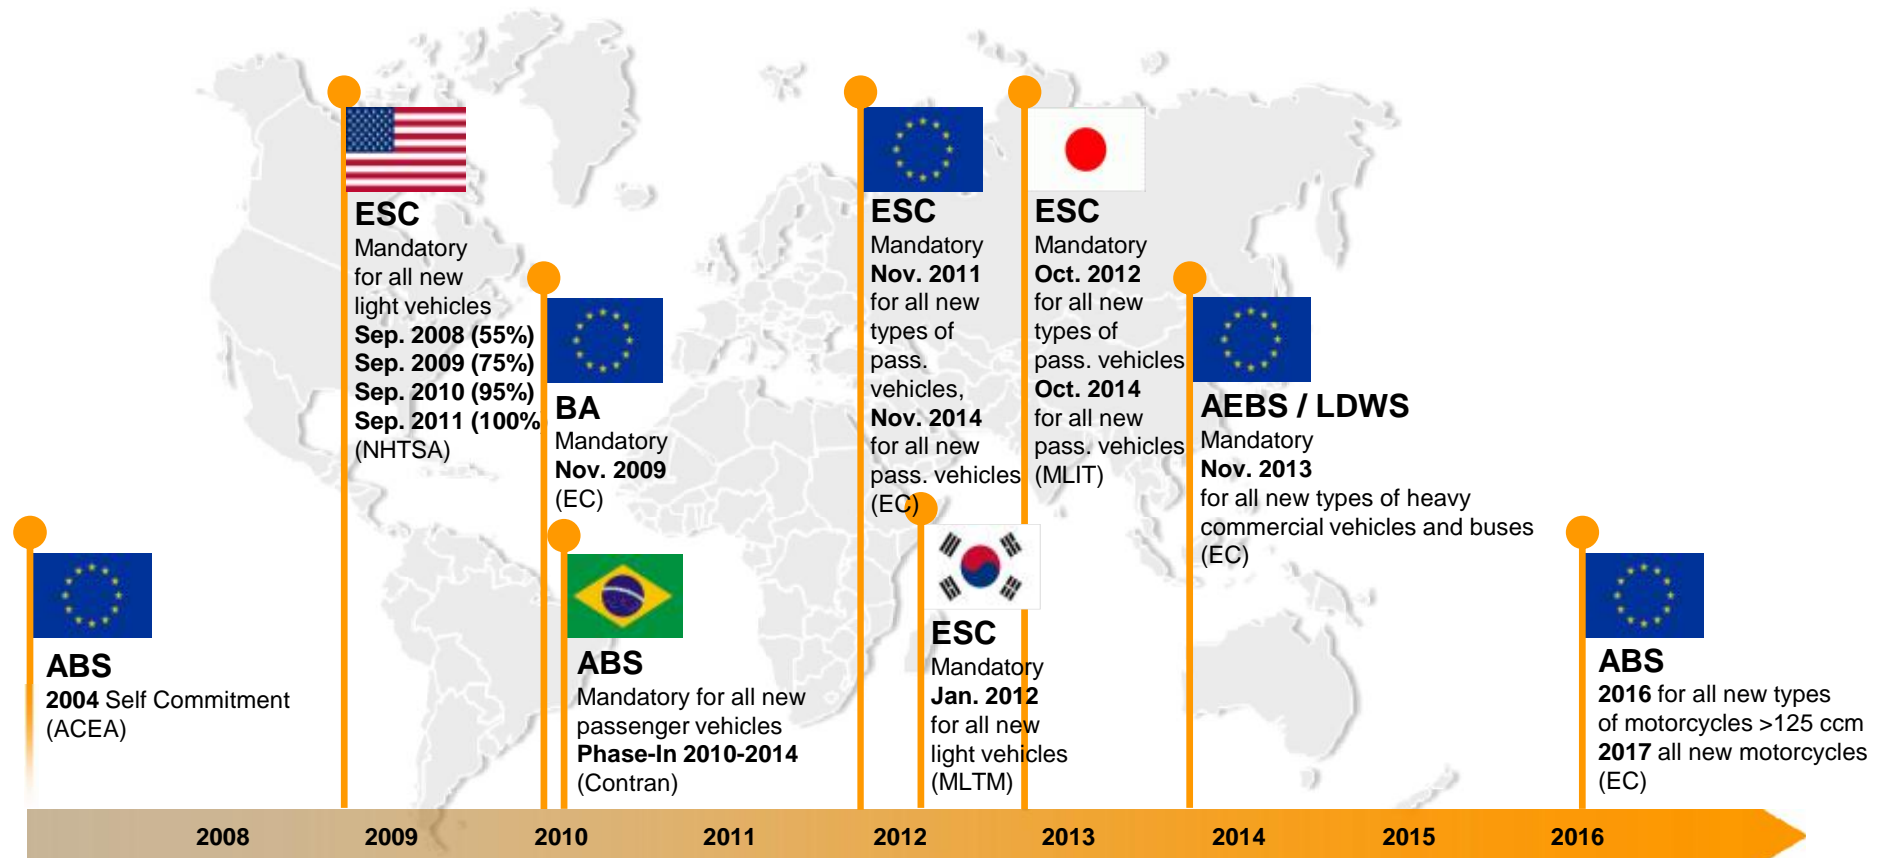 ESC
Mandatory
for all new
light vehicles
Sep. 2008 (55%)
Sep. 2009 (75%)
Sep. 2010 (95%)
Sep. 2011 (100%
(NHTSA)
BA
Mandatory
Nov. 2009
(EC)
ESC
Mandatory
Nov. 2011
for all new
types of
pass.
vehicles,
Nov. 2014
for all new
pass. vehicles
(EC)
ESC
Mandatory
Oct. 2012
for all new
types of
pass. vehicles
Oct. 2014
for all new
pass. vehicles
(MLIT)
AEBS / LDWS
Mandatory
Nov. 2013
for all new types of heavy
commercial vehicles and buses
(EC)
ABS
2004 Self Commitment
(ACEA)
ABS
Mandatory for all new
passenger vehicles
Phase-In 2010-2014
(Contran)
ESC
Mandatory
Jan. 2012
for all new
light vehicles
(MLTM)
ABS
2016 for all new types
of motorcycles >125 ccm
2017 all new motorcycles
(EC)
2008 2009 2010 2011 2012 2013 2014 2015 2016